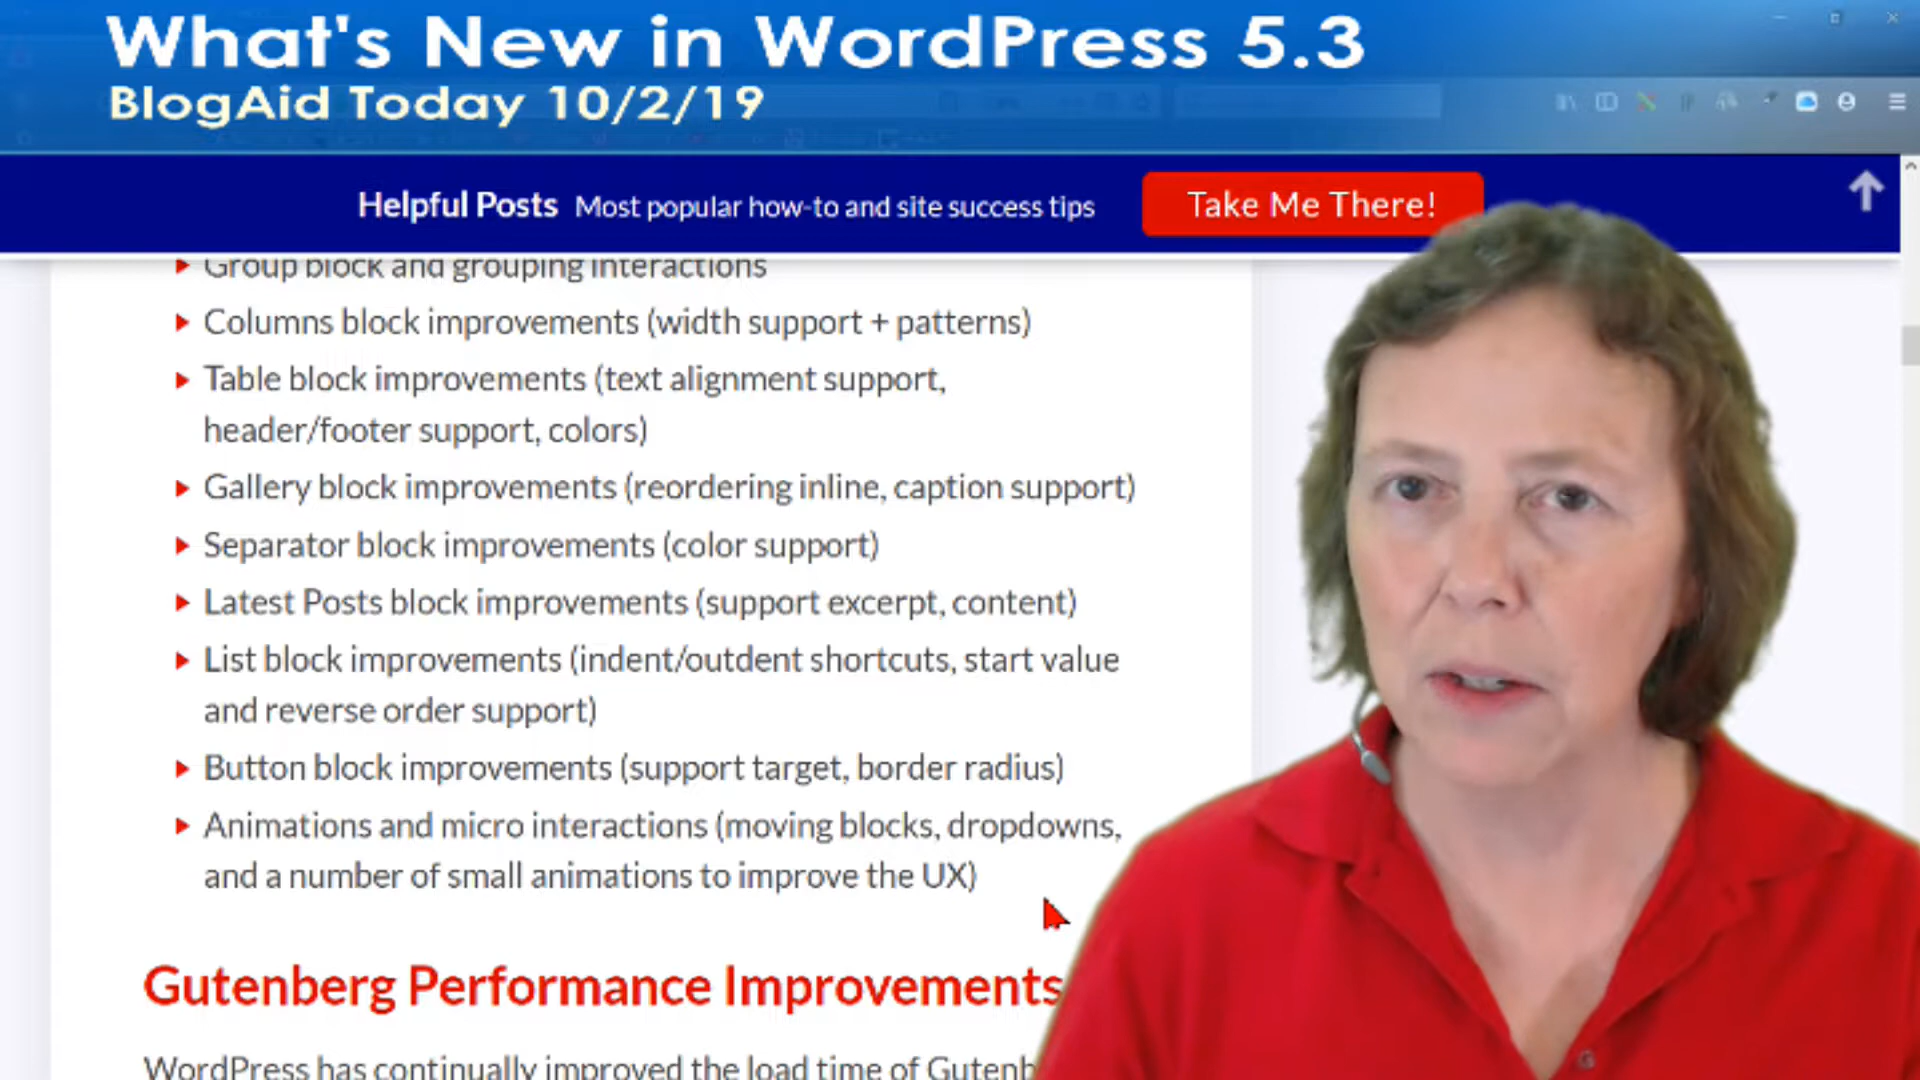 What's New in WordPress 5.3
BlogAid Today 10/2/19
Helpful Posts Most popular how-to and site success tips Take Me There!
Group block and grouping interactions
Columns block improvements (width support + patterns)
Table block improvements (text alignment support,
header/footer support, colors)
Gallery block improvements (reordering inline, caption support)
Separator block improvements (color support)
Latest Posts block improvements (support excerpt, content)
List block improvements (indent/outdent shortcuts, start value
and reverse order support)
Button block improvements (support target, border radius)
Animations and micro interactions (moving blocks, dropdowns,
and a number of small animations to improve the UX)
Gutenberg Performance Improvements
WordPress has continually improved the load time of Gutenb